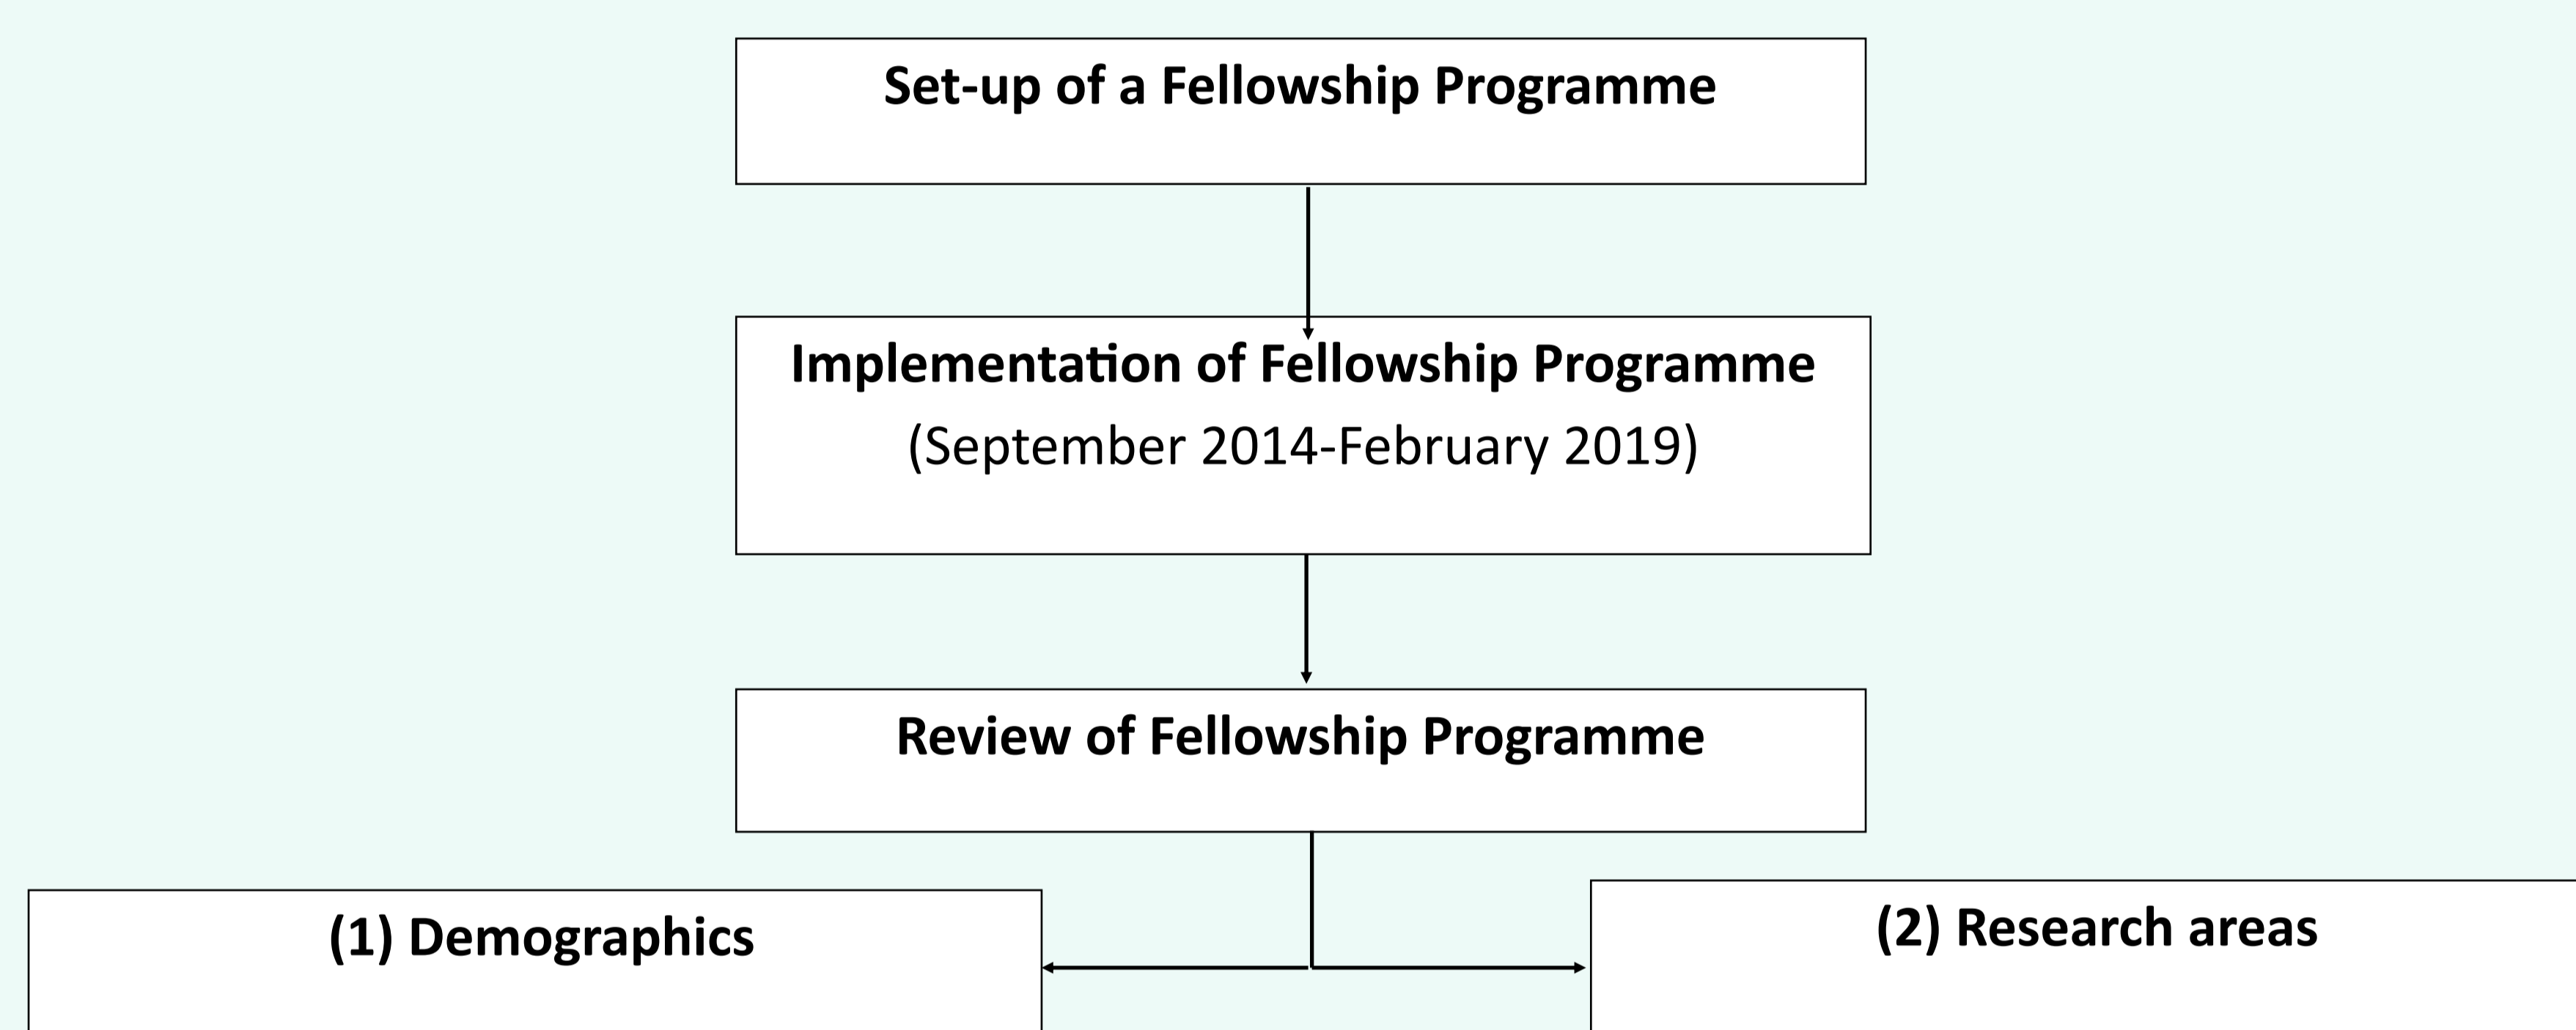 Set-up of a Fellowship Programme
Implementation of Fellowship Programme
(September 2014-February 2019)
Review of Fellowship Programme
(1) Demographics
(2) Research areas